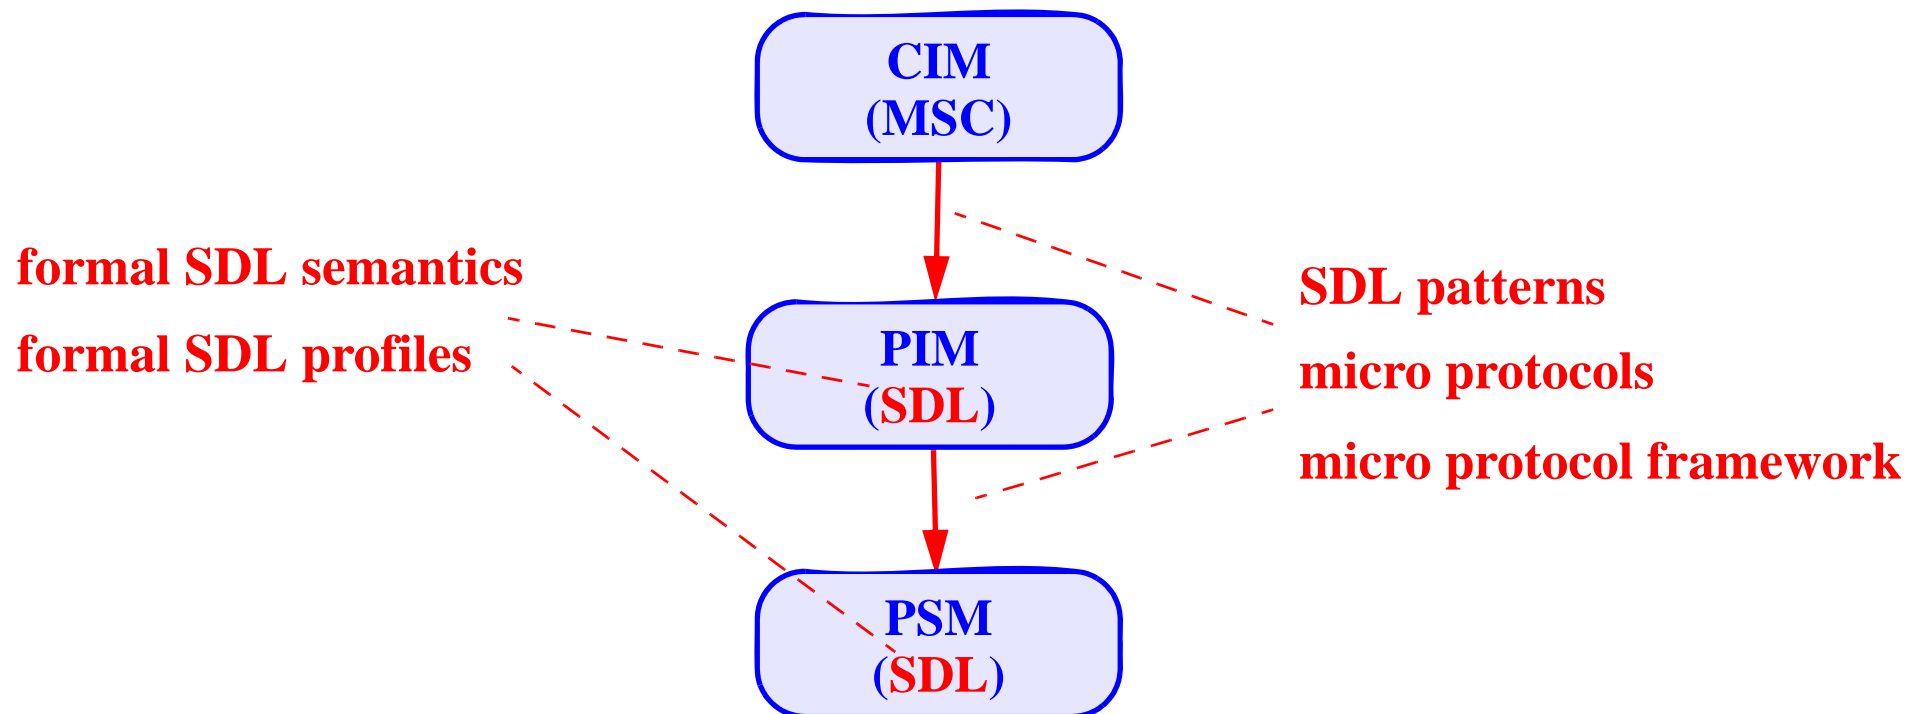 CIM
(MSC)
formal SDL semantics
formal SDL profiles
PIM
(SDL)
SDL patterns
micro protocols
micro protocol framework
PSM
(SDL)